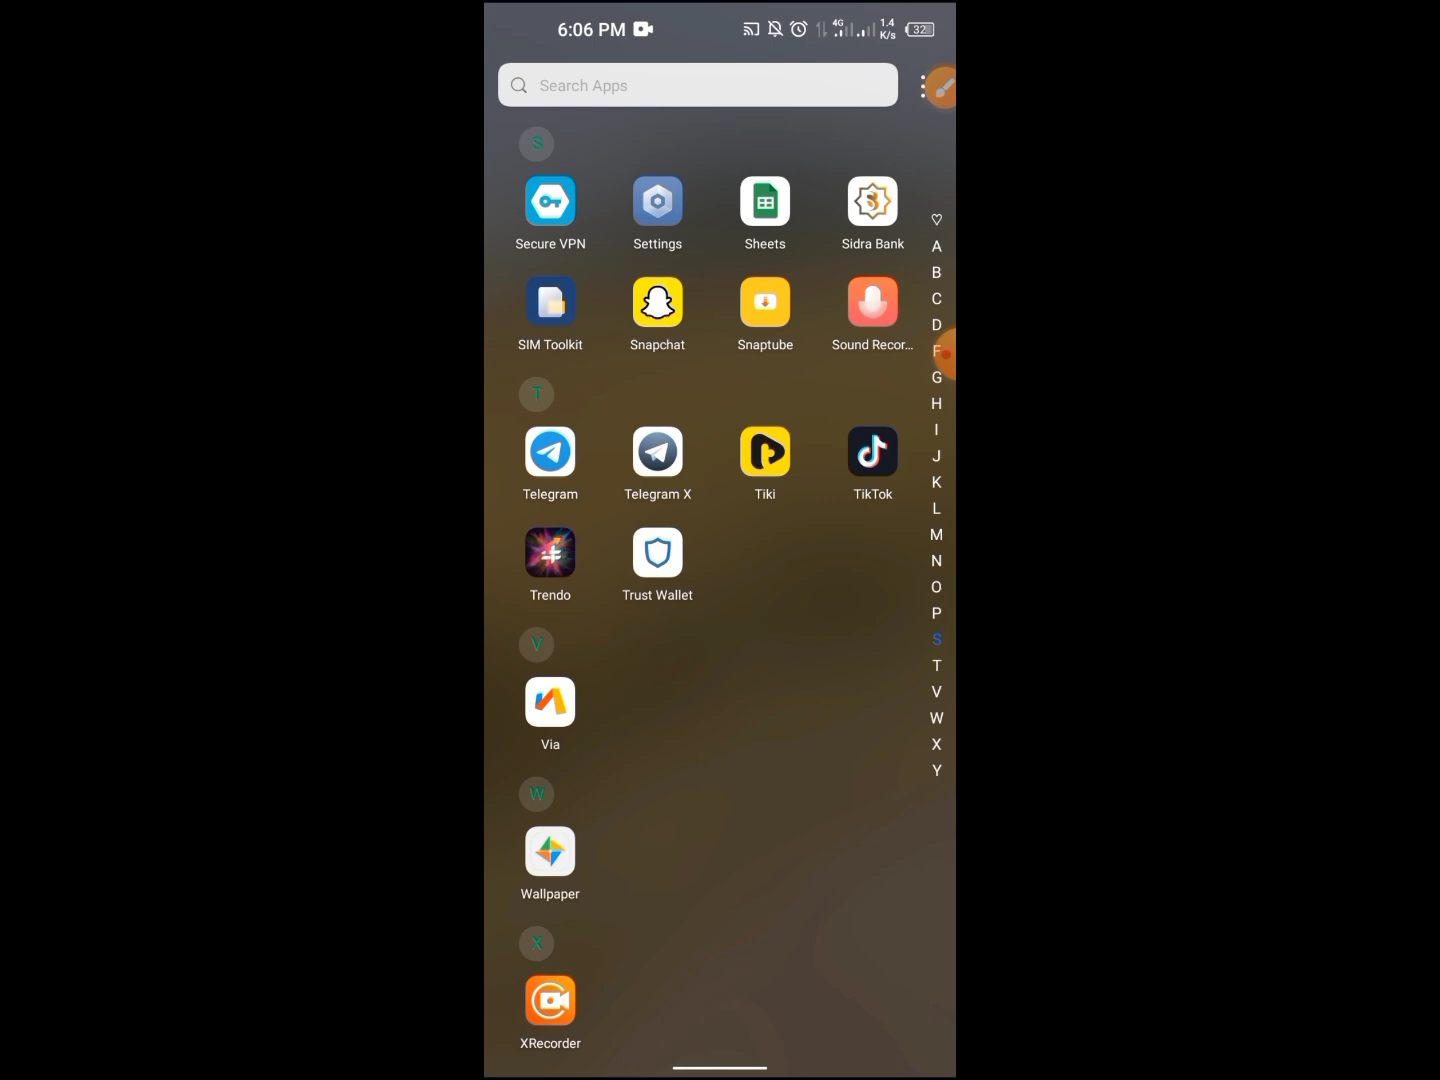 6:06 PM 4G 1.4 K/s 32
Search Apps
S
Secure VPN Settings Sheets Sidra Bank
SIM Toolkit Snapchat Snaptube Sound Recor...
T
Telegram Telegram X Tiki TikTok
Trendo Trust Wallet
V
Via
W
Wallpaper
X
XRecorder
A
B
C
D
F
G
H
I
J
K
L
M
N
O
P
S
T
V
W
X
Y